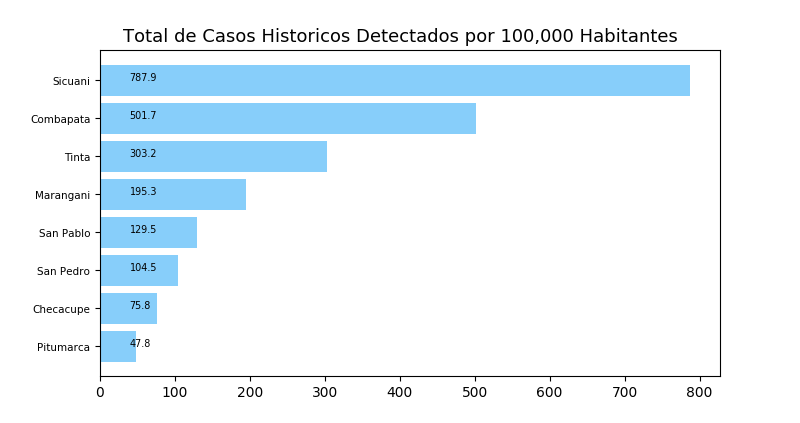 Total de Casos Historicos Detectados por 100,000 Habitantes
Sicuani 787.9
Combapata 501.7
Tinta 303.2
Marangani 195.3
San Pablo 129.5
San Pedro 104.5
Checacupe 75.8
Pitumarca 47.8
0 100 200 300 400 500 600 700 800